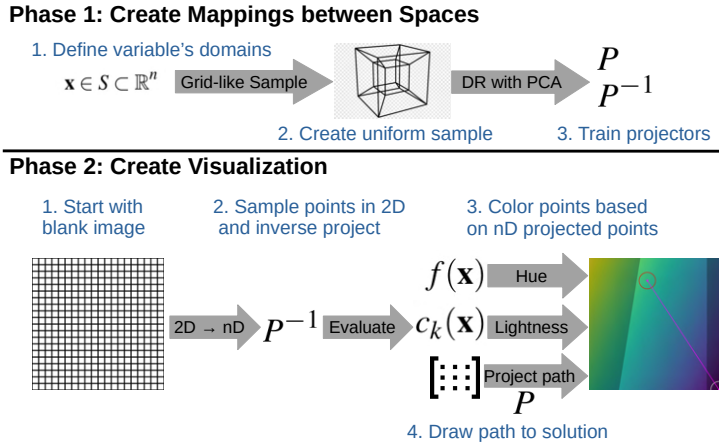 Phase 1: Create Mappings between Spaces
1. Define variable's domains
x ∈ S ⊂ ℝⁿ
Grid-like Sample
DR with PCA
P
P⁻¹
2. Create uniform sample
3. Train projectors
Phase 2: Create Visualization
1. Start with
blank image
2. Sample points in 2D
and inverse project
3. Color points based
on nD projected points
2D → nD
P⁻¹
Evaluate
f(x)
Hue
cₖ(x)
Lightness
Project path
P
4. Draw path to solution